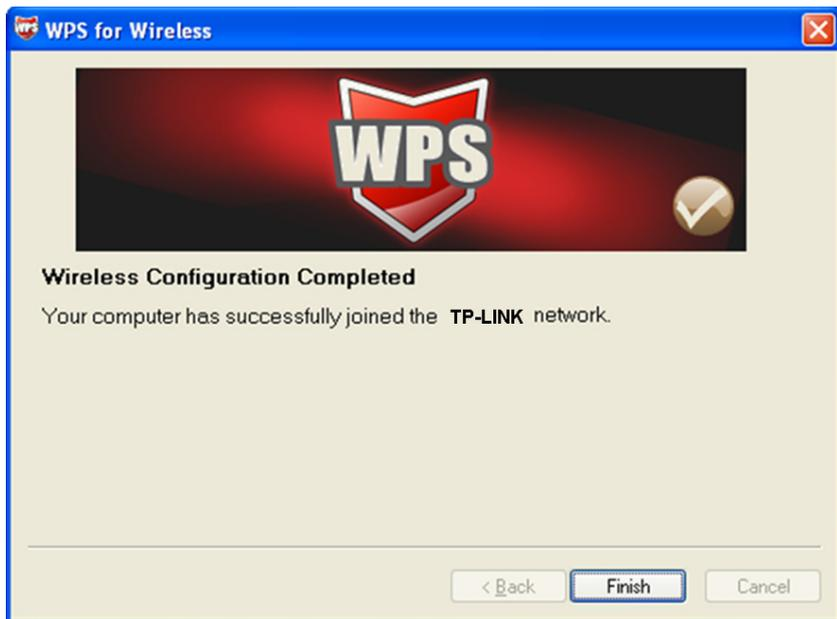 WPS WPS for Wireless
WPS
Wireless Configuration Completed
Your computer has successfully joined the TP-LINK network.
< Back
Finish
Cancel